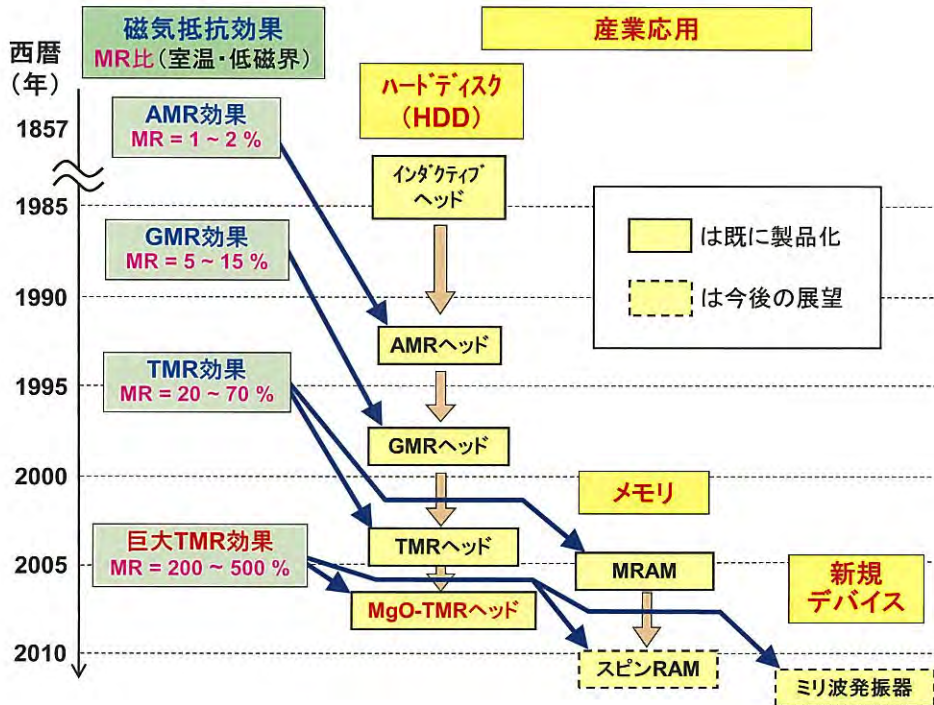 磁気抵抗効果
MR比(室温・低磁界)
産業応用
西暦
(年)
ハードディスク
(HDD)
1857
AMR効果
MR = 1 ~ 2 %
インダクティブ
ヘッド
1985
GMR効果
MR = 5 ~ 15 %
は既に製品化
は今後の展望
1990
AMRヘッド
1995
TMR効果
MR = 20 ~ 70 %
GMRヘッド
2000
メモリ
巨大TMR効果
MR = 200 ~ 500 %
TMRヘッド
2005
MRAM
新規
デバイス
MgO-TMRヘッド
2010
スピンRAM
ミリ波発振器